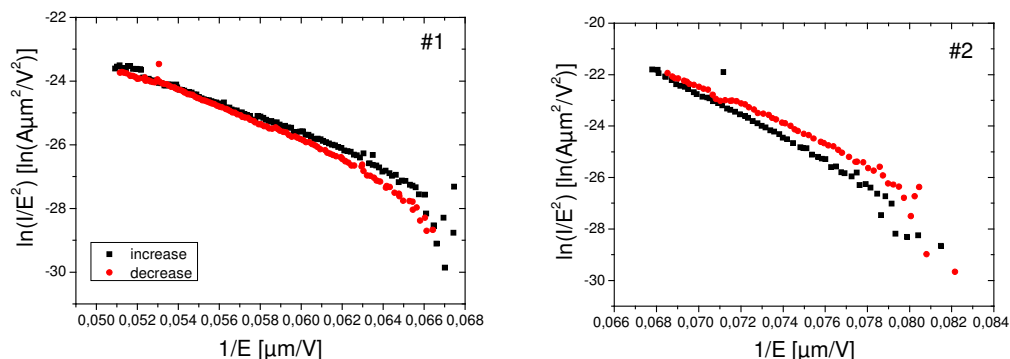 #1
ln(I/E²) [ln(Aµm²/V²)]
-22
-24
-26
-28
-30
increase
decrease
0,050 0,052 0,054 0,056 0,058 0,060 0,062 0,064 0,066 0,068
1/E [µm/V]
#2
ln(I/E²) [ln(Aµm²/V²)]
-20
-22
-24
-26
-28
-30
0,066 0,068 0,070 0,072 0,074 0,076 0,078 0,080 0,082 0,084
1/E [µm/V]